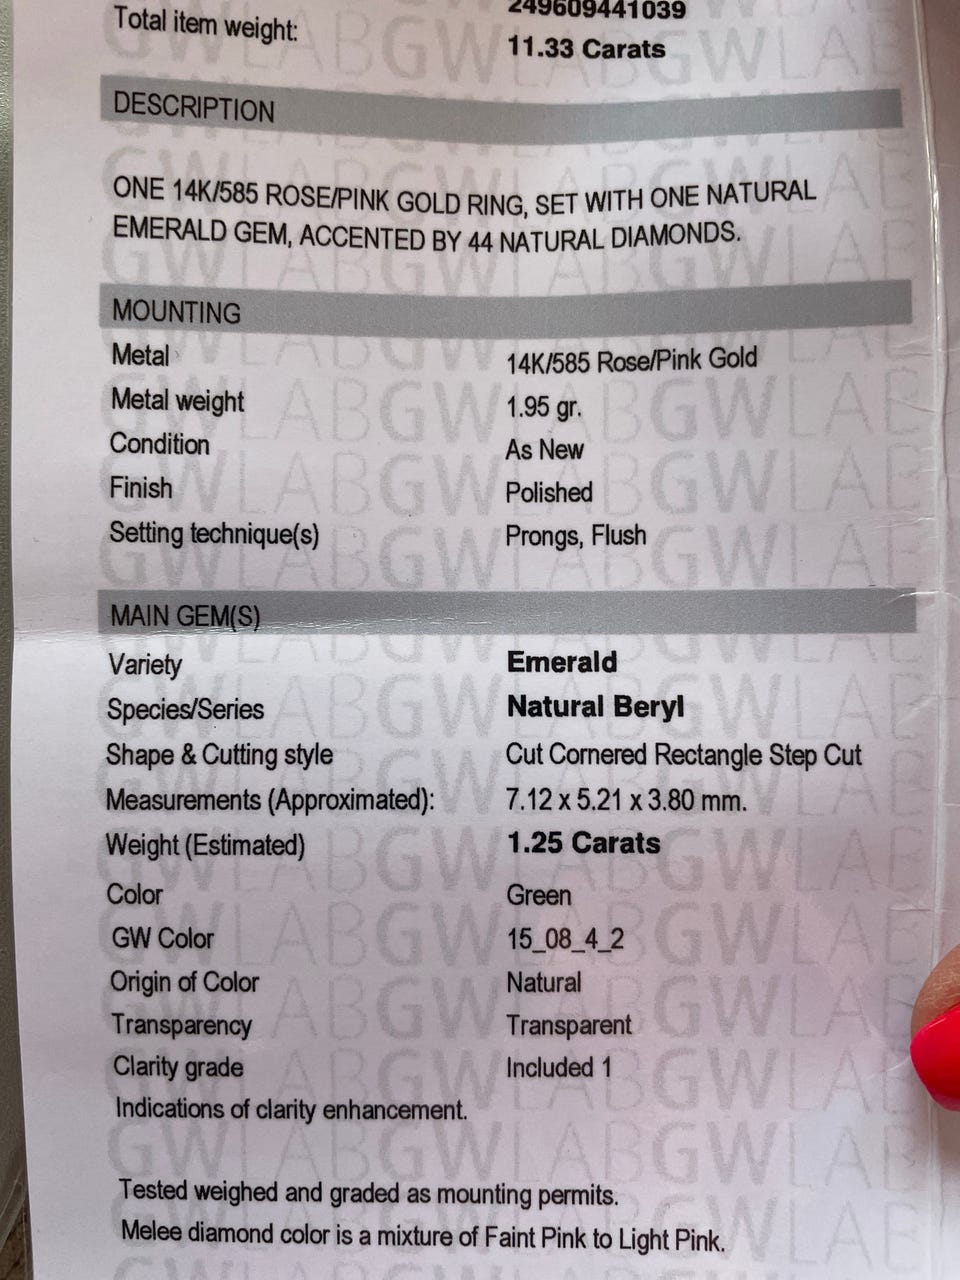 249609441039
Total item weight: 11.33 Carats
DESCRIPTION
ONE 14K/585 ROSE/PINK GOLD RING, SET WITH ONE NATURAL
EMERALD GEM, ACCENTED BY 44 NATURAL DIAMONDS.
MOUNTING
Metal 14K/585 Rose/Pink Gold
Metal weight 1.95 gr.
Condition As New
Finish Polished
Setting technique(s) Prongs, Flush
MAIN GEM(S)
Variety Emerald
Species/Series Natural Beryl
Shape & Cutting style Cut Cornered Rectangle Step Cut
Measurements (Approximated): 7.12 x 5.21 x 3.80 mm.
Weight (Estimated) 1.25 Carats
Color Green
GW Color 15_08_4_2
Origin of Color Natural
Transparency Transparent
Clarity grade Included 1
Indications of clarity enhancement.
Tested weighed and graded as mounting permits.
Melee diamond color is a mixture of Faint Pink to Light Pink.